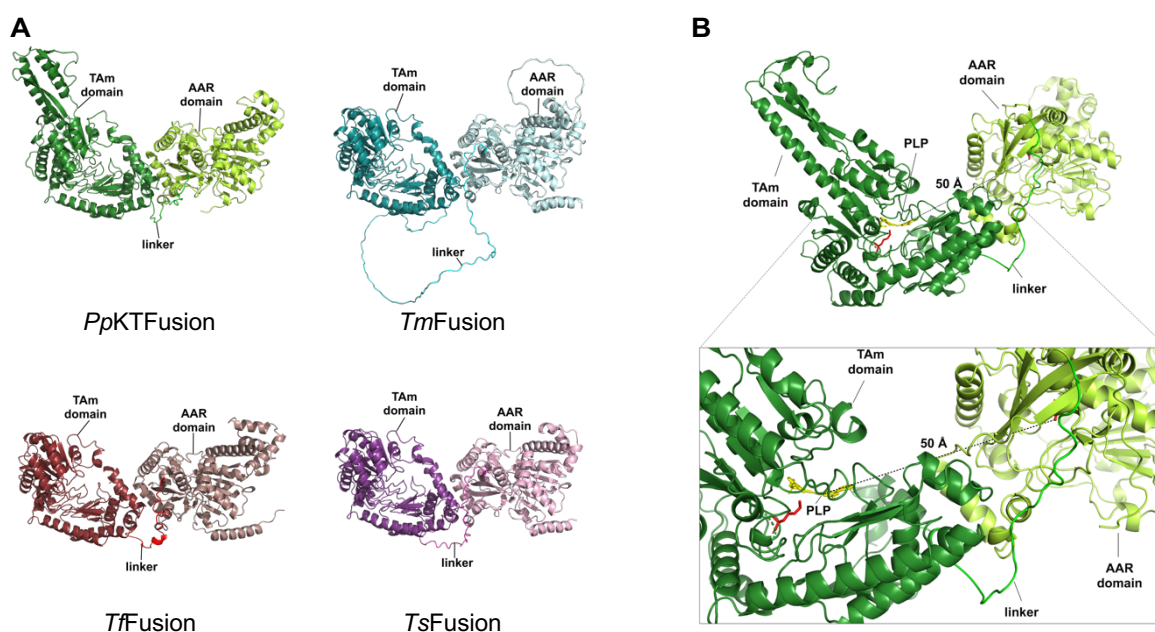 A
TAm
domain
AAR
domain
linker
PpKTFusion
TAm
domain
AAR
domain
linker
TmFusion
TAm
domain
AAR
domain
linker
TfFusion
TAm
domain
AAR
domain
linker
TsFusion
B
AAR
domain
PLP
50 Å
TAm
domain
linker
TAm
domain
50 Å
PLP
AAR
domain
linker